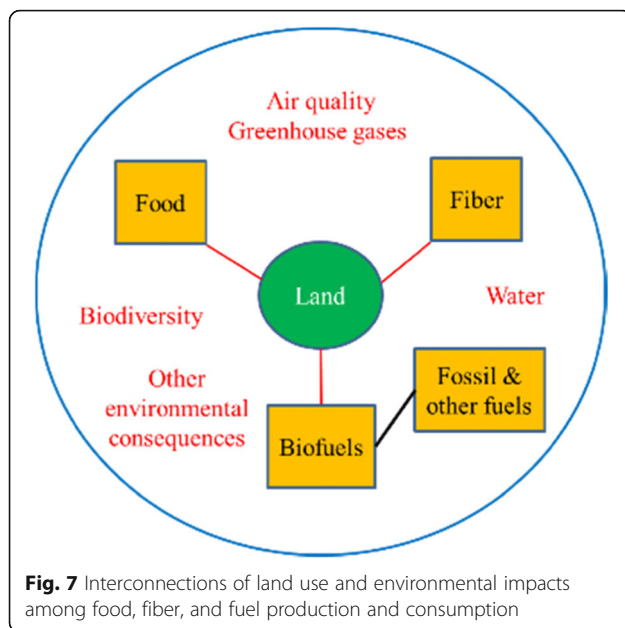 Air quality
Greenhouse gases
Food
Fiber
Land
Water
Biodiversity
Other
environmental
consequences
Fossil &
other fuels
Biofuels
Fig. 7 Interconnections of land use and environmental impacts
among food, fiber, and fuel production and consumption